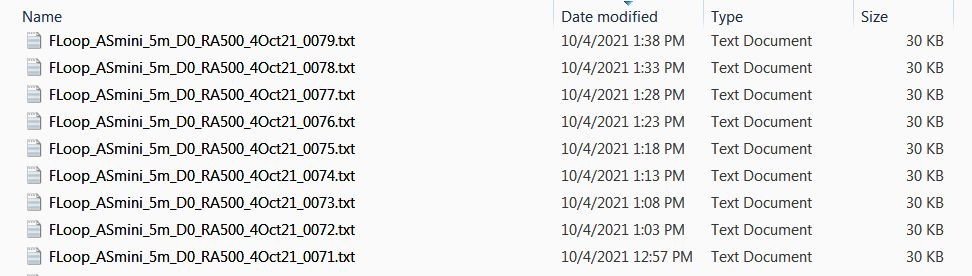 Name Date modified Type Size
FLoop_ASmini_5m_D0_RA500_4Oct21_0079.txt 10/4/2021 1:38 PM Text Document 30 KB
FLoop_ASmini_5m_D0_RA500_4Oct21_0078.txt 10/4/2021 1:33 PM Text Document 30 KB
FLoop_ASmini_5m_D0_RA500_4Oct21_0077.txt 10/4/2021 1:28 PM Text Document 30 KB
FLoop_ASmini_5m_D0_RA500_4Oct21_0076.txt 10/4/2021 1:23 PM Text Document 30 KB
FLoop_ASmini_5m_D0_RA500_4Oct21_0075.txt 10/4/2021 1:18 PM Text Document 30 KB
FLoop_ASmini_5m_D0_RA500_4Oct21_0074.txt 10/4/2021 1:13 PM Text Document 30 KB
FLoop_ASmini_5m_D0_RA500_4Oct21_0073.txt 10/4/2021 1:08 PM Text Document 30 KB
FLoop_ASmini_5m_D0_RA500_4Oct21_0072.txt 10/4/2021 1:03 PM Text Document 30 KB
FLoop_ASmini_5m_D0_RA500_4Oct21_0071.txt 10/4/2021 12:57 PM Text Document 30 KB